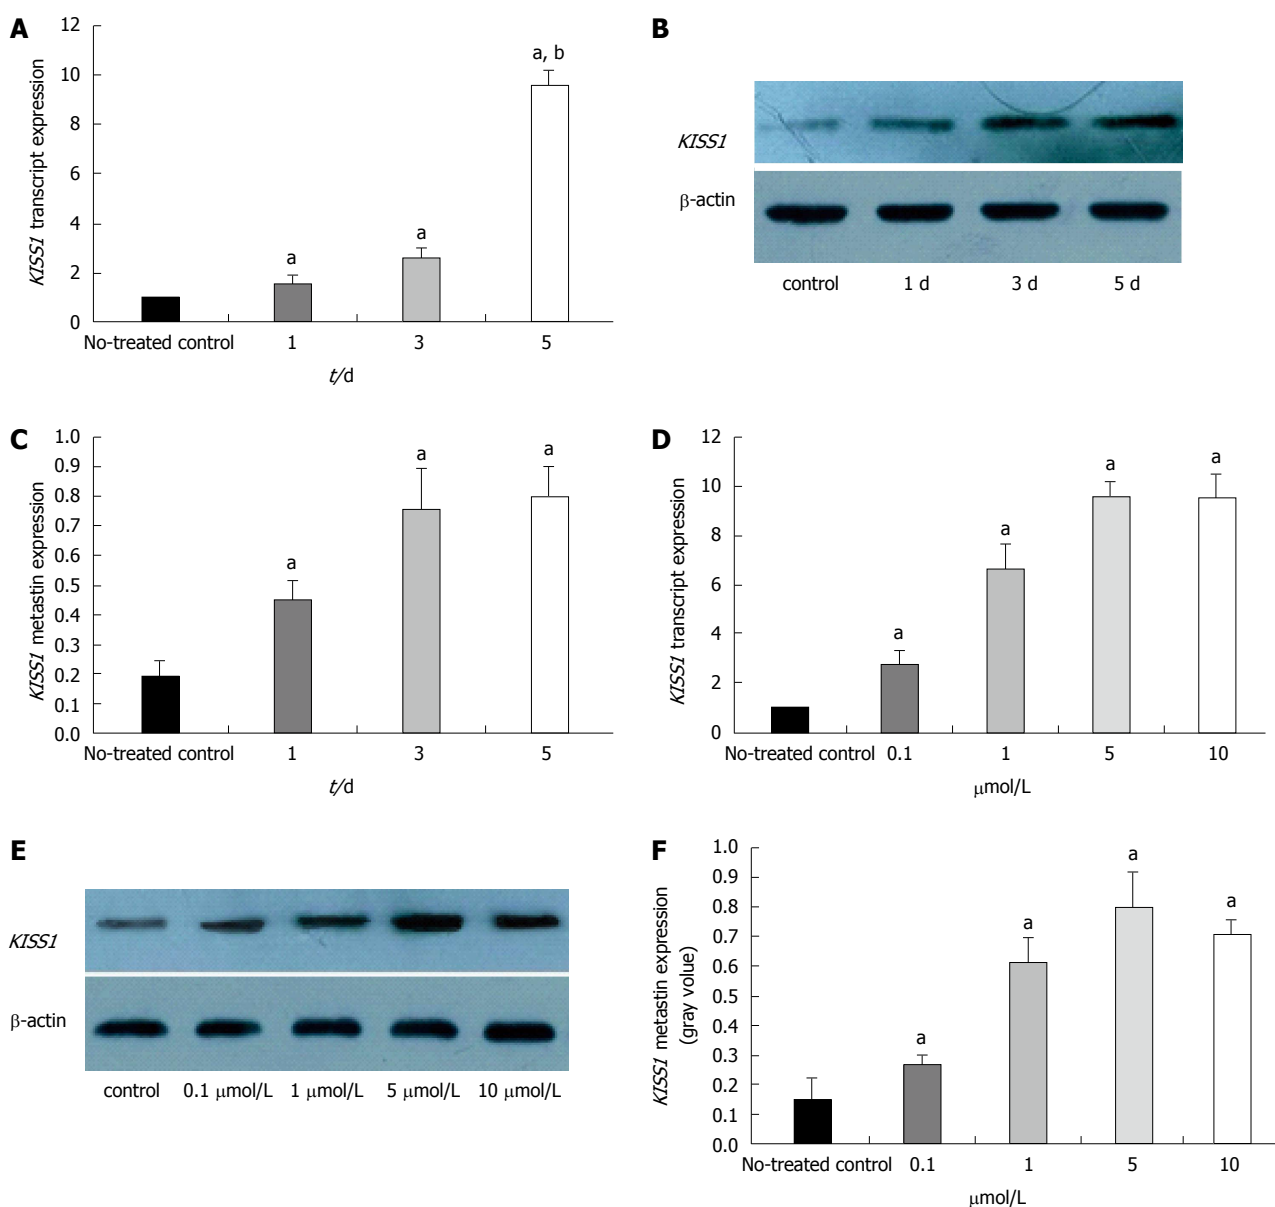 A
KISS1 transcript expression
12
10
8
6
4
2
0
a
a
a, b
No-treated control 1 3 5
t/d
B
KISS1
β-actin
control 1 d 3 d 5 d
C
KISS1 metastin expression
1.0
0.9
0.8
0.7
0.6
0.5
0.4
0.3
0.2
0.1
0.0
a
a
a
No-treated control 1 3 5
t/d
D
KISS1 transcript expression
12
10
8
6
4
2
0
a
a
a
a
No-treated control 0.1 1 5 10
μmol/L
E
KISS1
β-actin
control 0.1 μmol/L 1 μmol/L 5 μmol/L 10 μmol/L
F
KISS1 metastin expression
(gray volue)
1.0
0.9
0.8
0.7
0.6
0.5
0.4
0.3
0.2
0.1
0.0
a
a
a
a
No-treated control 0.1 1 5 10
μmol/L